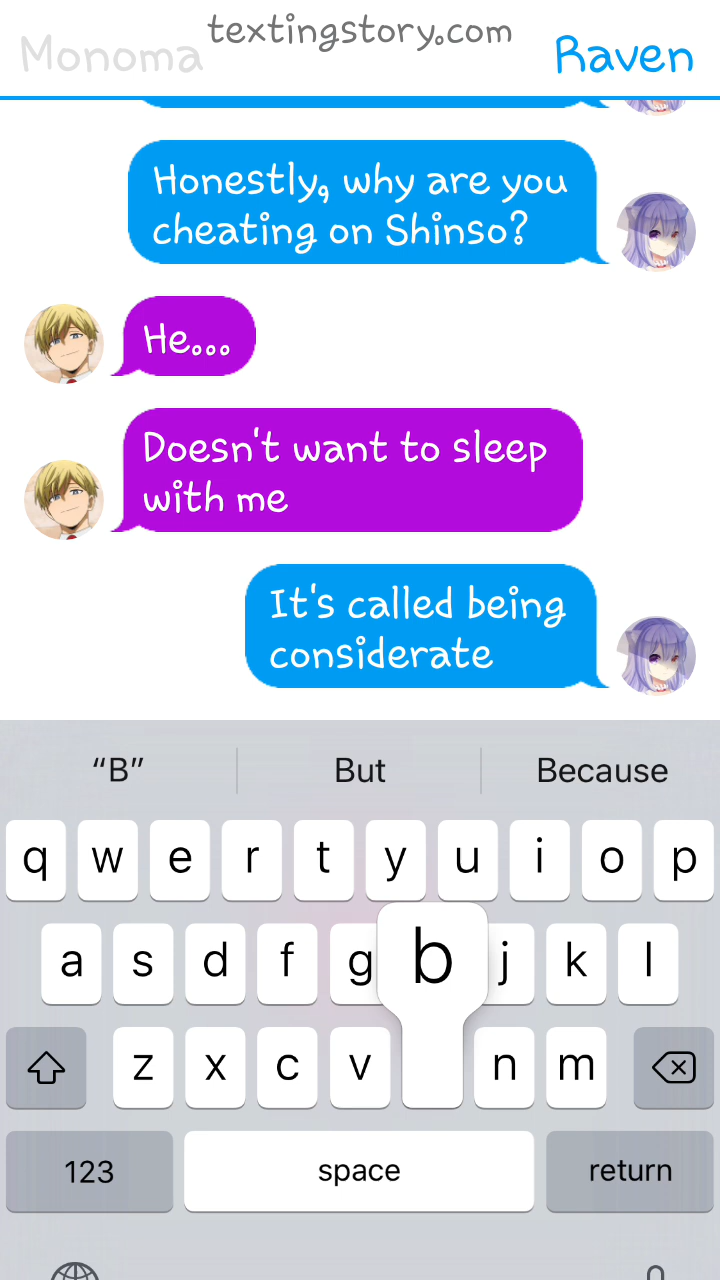 textingstory.com
Monoma
Raven
Honestly, why are you
cheating on Shinso?
He...
Doesn't want to sleep
with me
It's called being
considerate
“B”
But
Because
q w e r t y u i o p
a s d f g j k l
b
z x c v n m
123
space
return